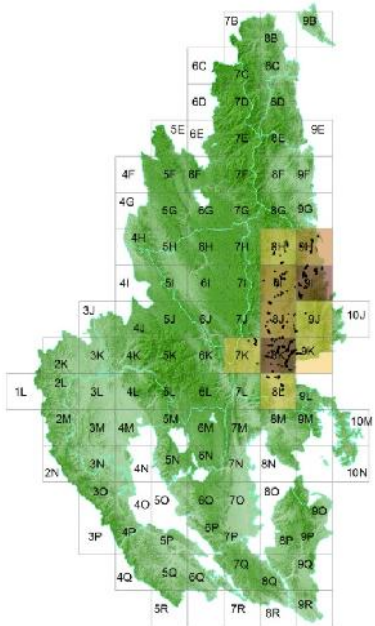 7B 9B
8B
6C 7C 8C
6D 7D 8D
5E 6E 7E 8E 9E
4F 5F 6F 7F 8F 9F
4G 5G 6G 7G 8G 9G
4H 5H 6H 7H 8H 9H
4I 5I 6I 7I 8I
3J 4J 5J 6J 7J 8J 9J 10J
2K 3K 4K 5K 6K 7K 9K
1L 2L 3L 4L 5L 6L 7L 8L 9L
2M 3M 4M 5M 6M 7M 8M 9M 10M
2N 3N 4N 5N 6N 7N 8N 10N
3O 4O 5O 6O 7O 8O 9O
3P 4P 5P 6P 7P 8P 9P
4Q 5Q 6Q 7Q 8Q 9Q
5R 7R 8R 9R